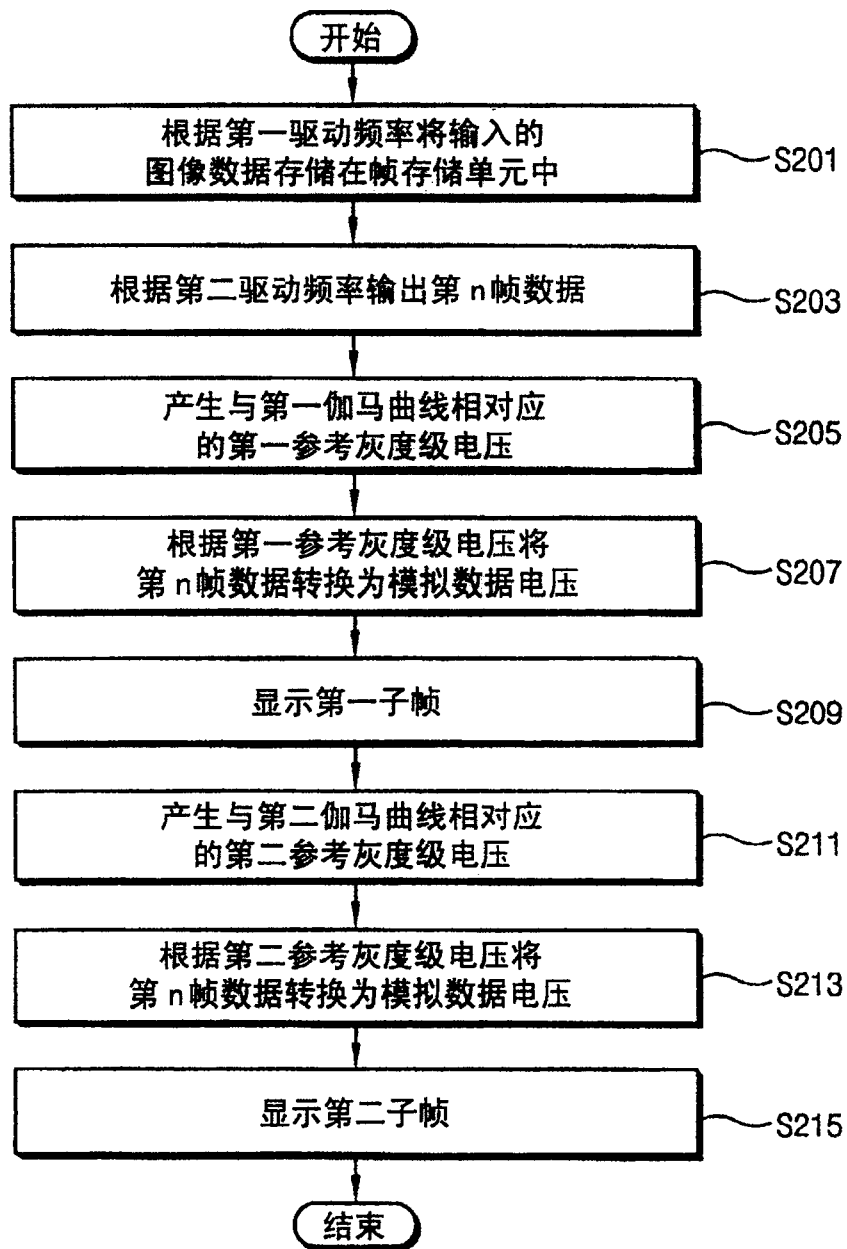 开始
根据第一驱动频率将输入的
图像数据存储在帧存储单元中
S201
根据第二驱动频率输出第n帧数据
S203
产生与第一伽马曲线相对应
的第一参考灰度级电压
S205
根据第一参考灰度级电压将
第n帧数据转换为模拟数据电压
S207
显示第一子帧
S209
产生与第二伽马曲线相对应
的第二参考灰度级电压
S211
根据第二参考灰度级电压将
第n帧数据转换为模拟数据电压
S213
显示第二子帧
S215
结束